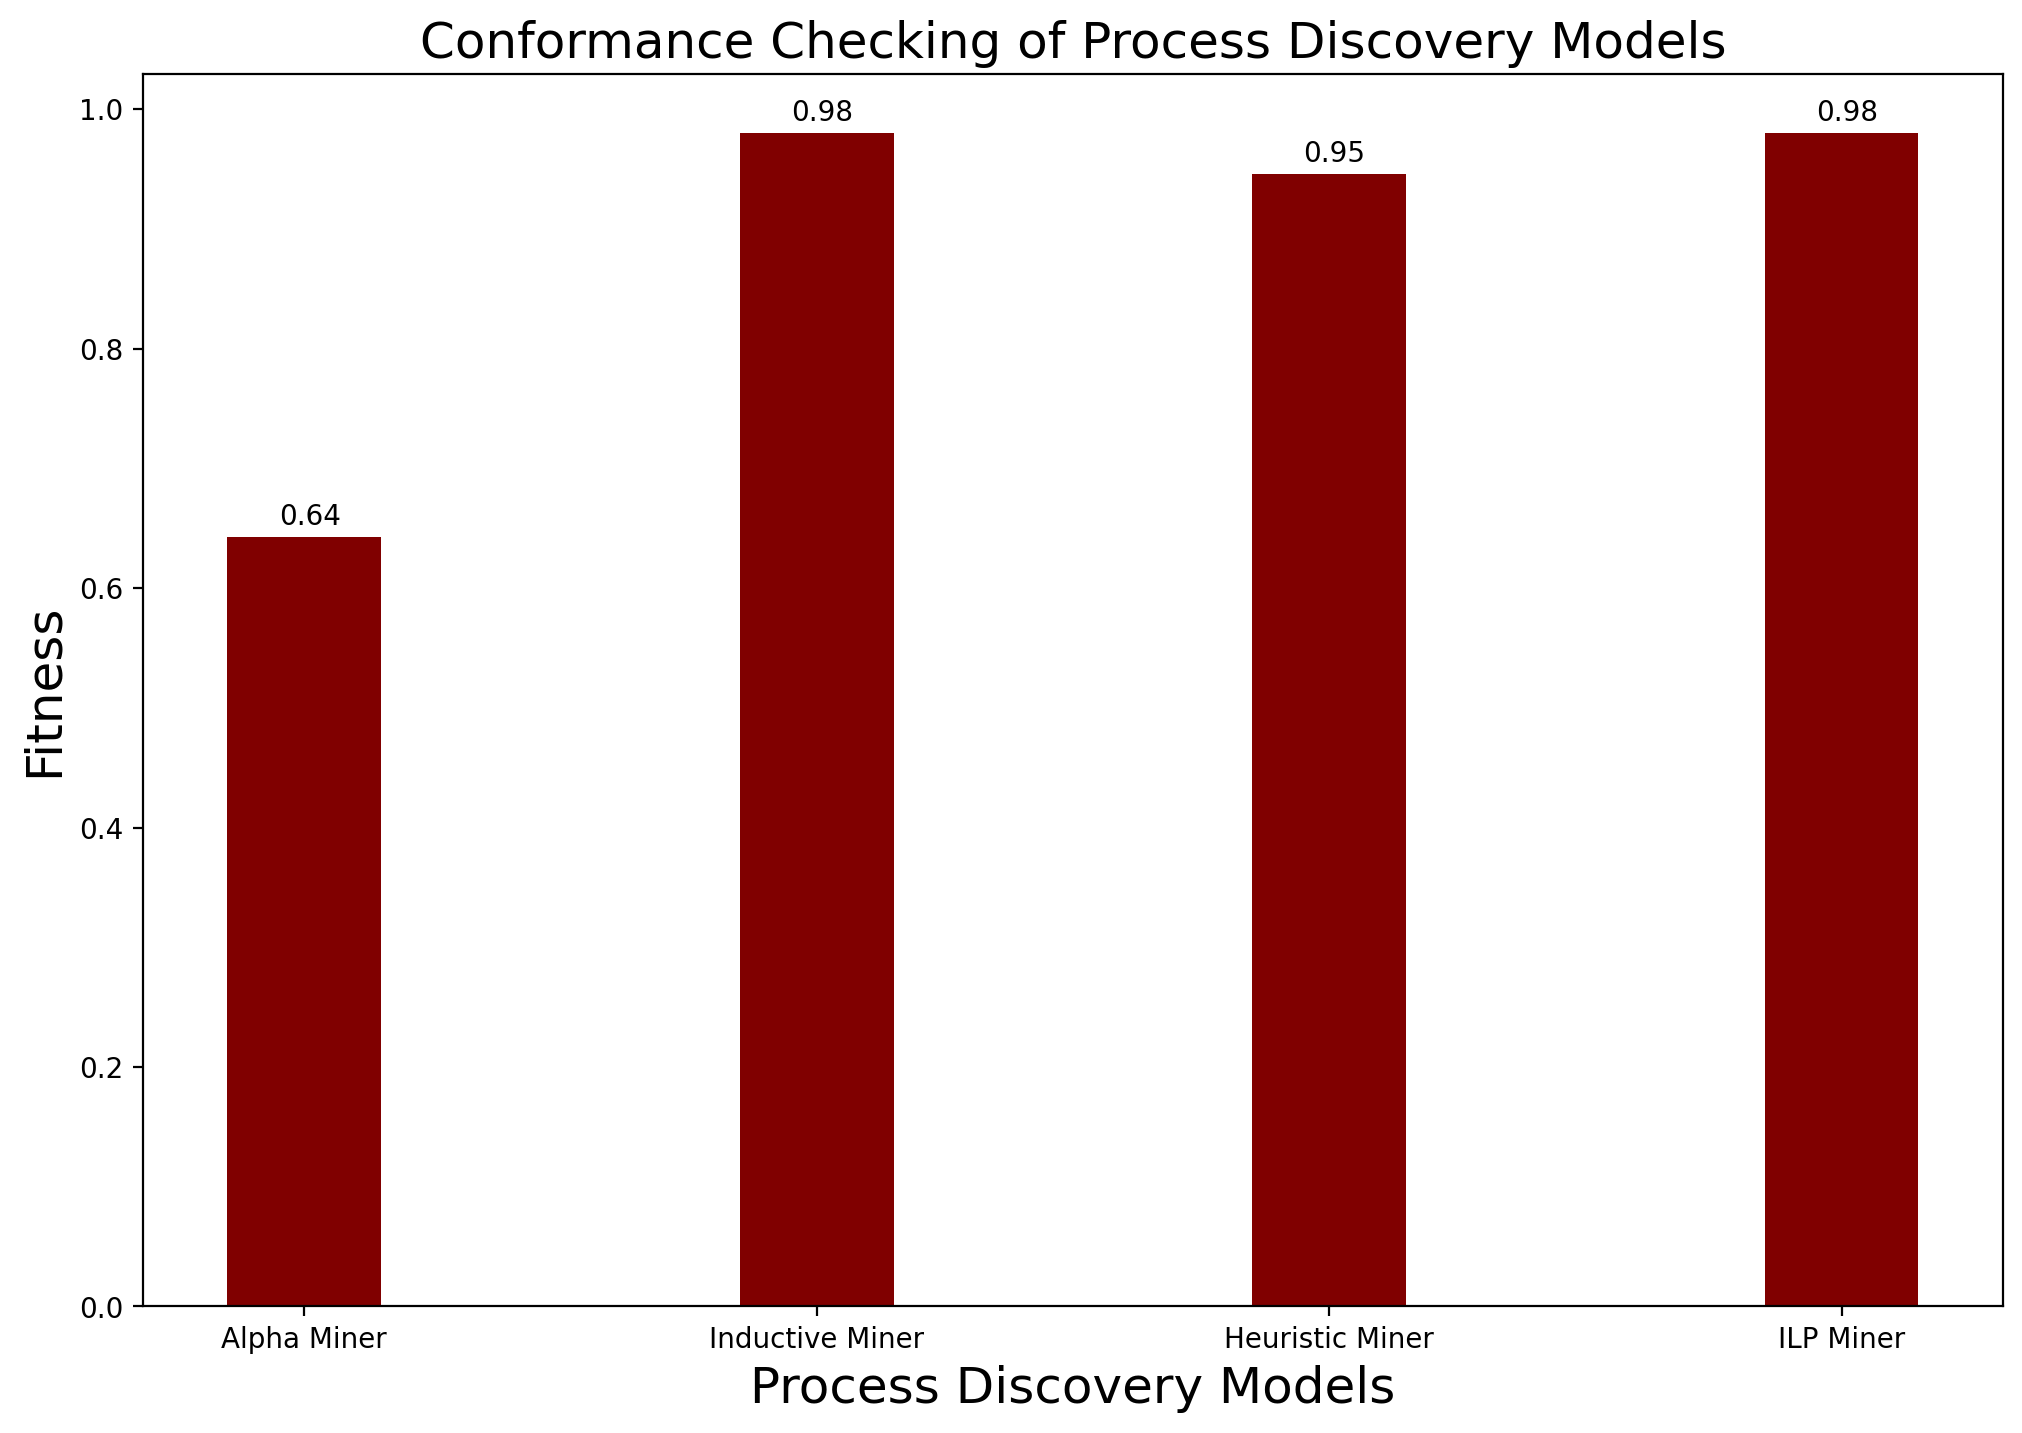 Conformance Checking of Process Discovery Models
1.0
0.8
0.6
0.4
0.2
0.0
Fitness
0.64
0.98
0.95
0.98
Alpha Miner
Inductive Miner
Heuristic Miner
ILP Miner
Process Discovery Models